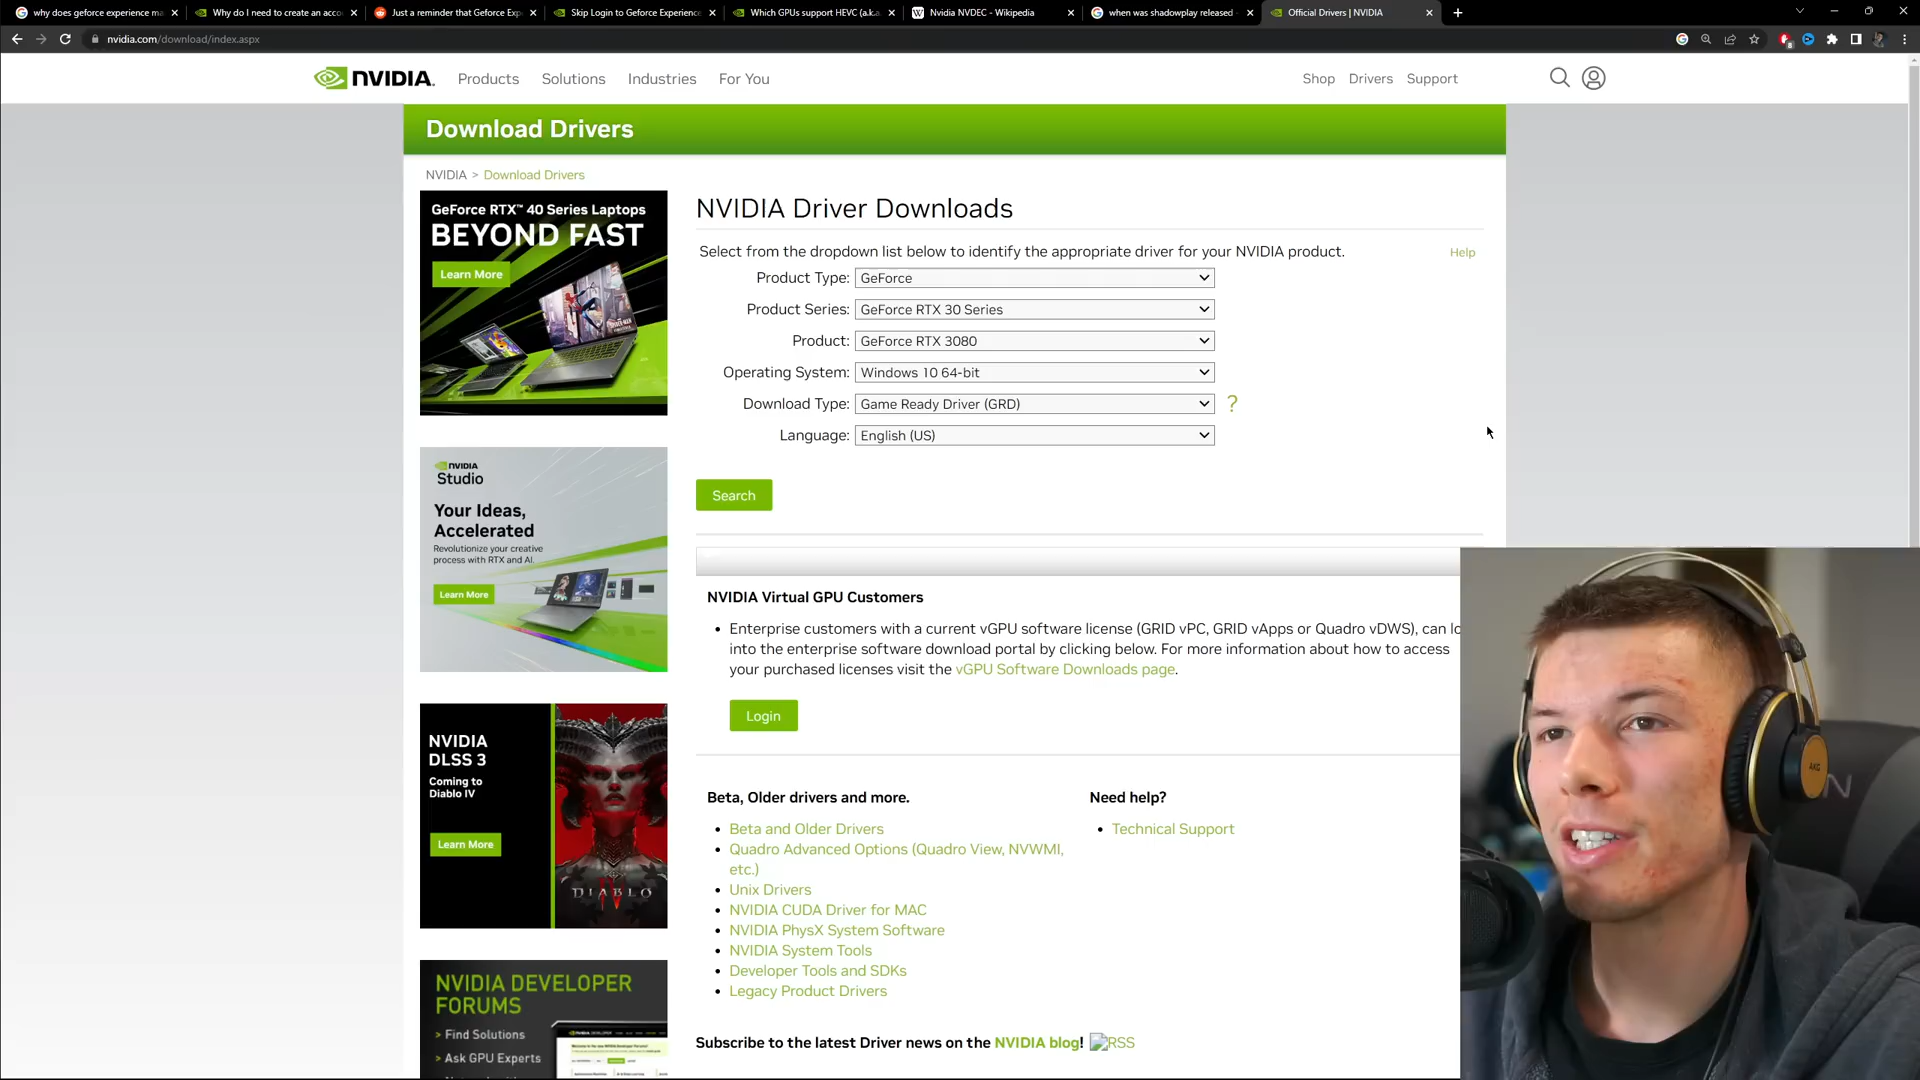 why does geforce experience ma
Why do I need to create an acco
Just a reminder that Geforce Exp
Skip Login to Geforce Experience
Which GPUs support HEVC (a.k.a.
Nvidia NVDEC - Wikipedia
when was shadowplay released -
Official Drivers | NVIDIA
nvidia.com/download/index.aspx
NVIDIA.
Products
Solutions
Industries
For You
Shop
Drivers
Support
Download Drivers
NVIDIA > Download Drivers
GeForce RTX™ 40 Series Laptops
BEYOND FAST
Learn More
NVIDIA Driver Downloads
Select from the dropdown list below to identify the appropriate driver for your NVIDIA product.
Help
Product Type: GeForce
Product Series: GeForce RTX 30 Series
Product: GeForce RTX 3080
Operating System: Windows 10 64-bit
Download Type: Game Ready Driver (GRD) ?
Language: English (US)
Search
NVIDIA
Studio
Your Ideas,
Accelerated
Revolutionize your creative
process with RTX and AI.
Learn More
NVIDIA Virtual GPU Customers
• Enterprise customers with a current vGPU software license (GRID vPC, GRID vApps or Quadro vDWS), can lo
into the enterprise software download portal by clicking below. For more information about how to access
your purchased licenses visit the vGPU Software Downloads page.
Login
NVIDIA
DLSS 3
Coming to
Diablo IV
Learn More
DIABLO
Beta, Older drivers and more.
• Beta and Older Drivers
• Quadro Advanced Options (Quadro View, NVWMI,
etc.)
• Unix Drivers
• NVIDIA CUDA Driver for MAC
• NVIDIA PhysX System Software
• NVIDIA System Tools
• Developer Tools and SDKs
• Legacy Product Drivers
Need help?
• Technical Support
AKG
NVIDIA DEVELOPER
FORUMS
> Find Solutions
> Ask GPU Experts
Subscribe to the latest Driver news on the NVIDIA blog! RSS